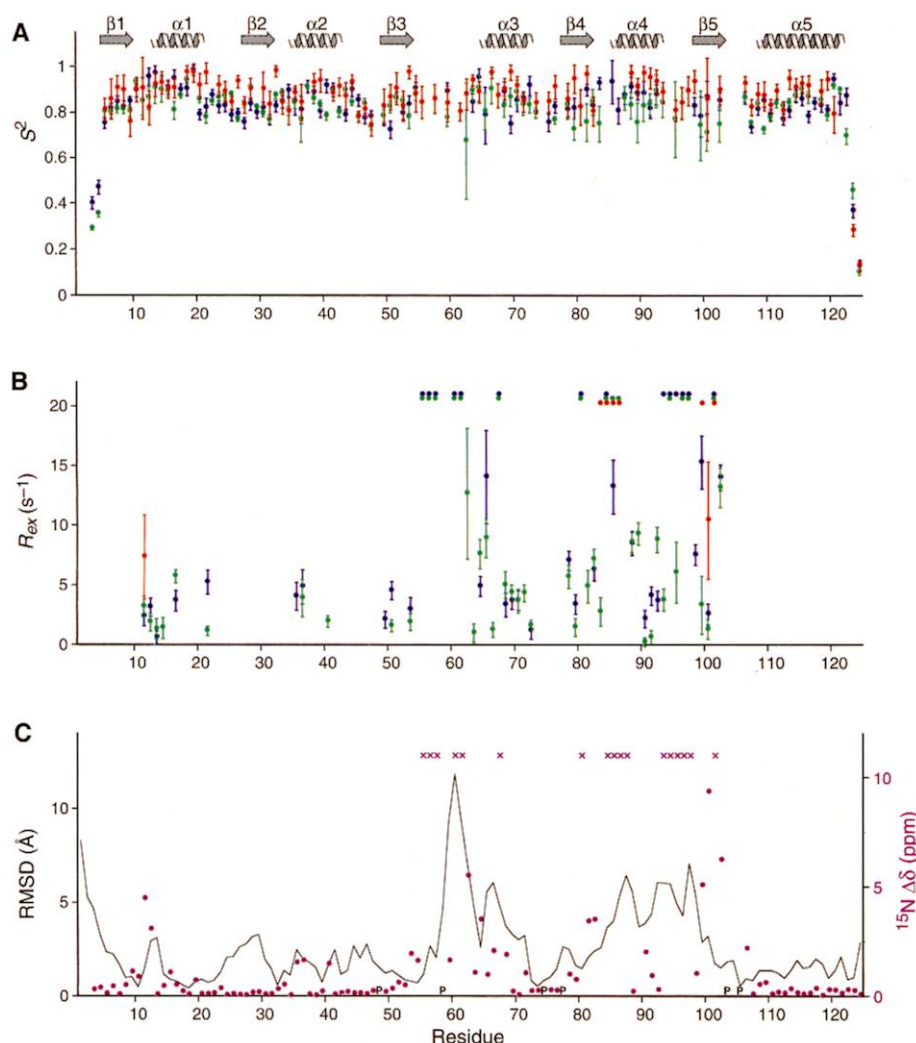 A
β1 α1 β2 α2 β3 α3 β4 α4 β5 α5
S²
1
0.8
0.6
0.4
0.2
0
10 20 30 40 50 60 70 80 90 100 110 120
Residue
B
R_ex (s⁻¹)
20
15
10
5
0
10 20 30 40 50 60 70 80 90 100 110 120
C
×××
××
×
×
××××
×××××
×
RMSD (Å)
10
5
0
10
5
0
¹⁵N Δδ (ppm)
P P P P P P
10 20 30 40 50 60 70 80 90 100 110 120
Residue